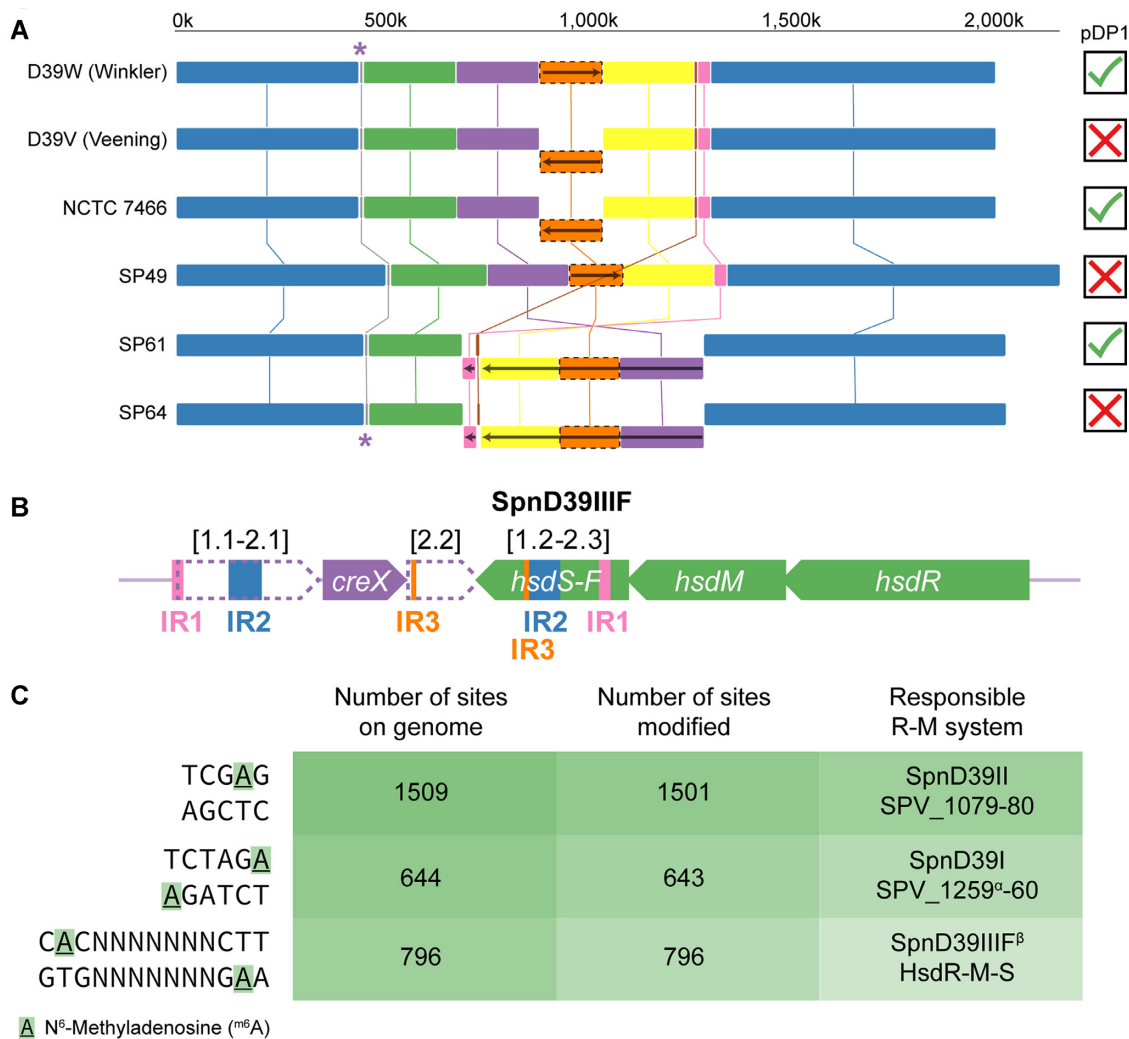 A
0k 500k 1,000k 1,500k 2,000k
pDP1
*
D39W (Winkler)
D39V (Veening)
NCTC 7466
SP49
SP61
SP64
*
B
SpnD39IIIF
[1.1-2.1] [2.2] [1.2-2.3]
creX hsdS-F hsdM hsdR
IR1 IR2 IR3 IR2 IR1
IR3
C
Number of sites on genome
Number of sites modified
Responsible R-M system
TCGAG
AGCTC
1509 1501 SpnD39II
SPV_1079-80
TCTAGA
AGATCT
644 643 SpnD39I
SPV_1259α-60
CACNNNNNNNCTT
GTGNNNNNNNGAA
796 796 SpnD39IIIFβ
HsdR-M-S
A N6-Methyladenosine (m6A)